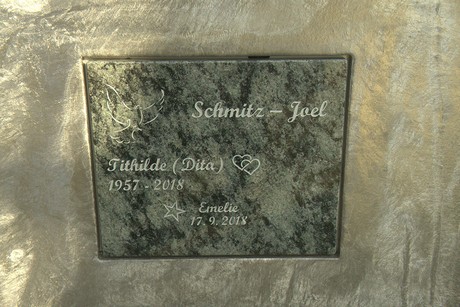 Schmitz – Joel
Tithilde (Dita)
1957 - 2018
Emelie
17. 9. 2018